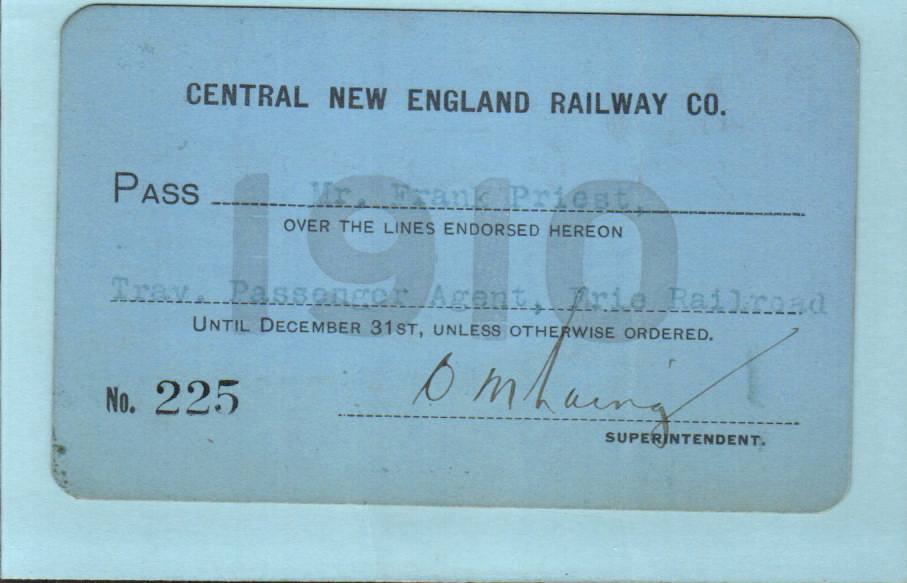 CENTRAL NEW ENGLAND RAILWAY CO.
1910
PASS Mr. Frank Priest,
OVER THE LINES ENDORSED HEREON
Trav. Passenger Agent, Erie Railroad
UNTIL DECEMBER 31ST, UNLESS OTHERWISE ORDERED.
No. 225
SUPERINTENDENT.